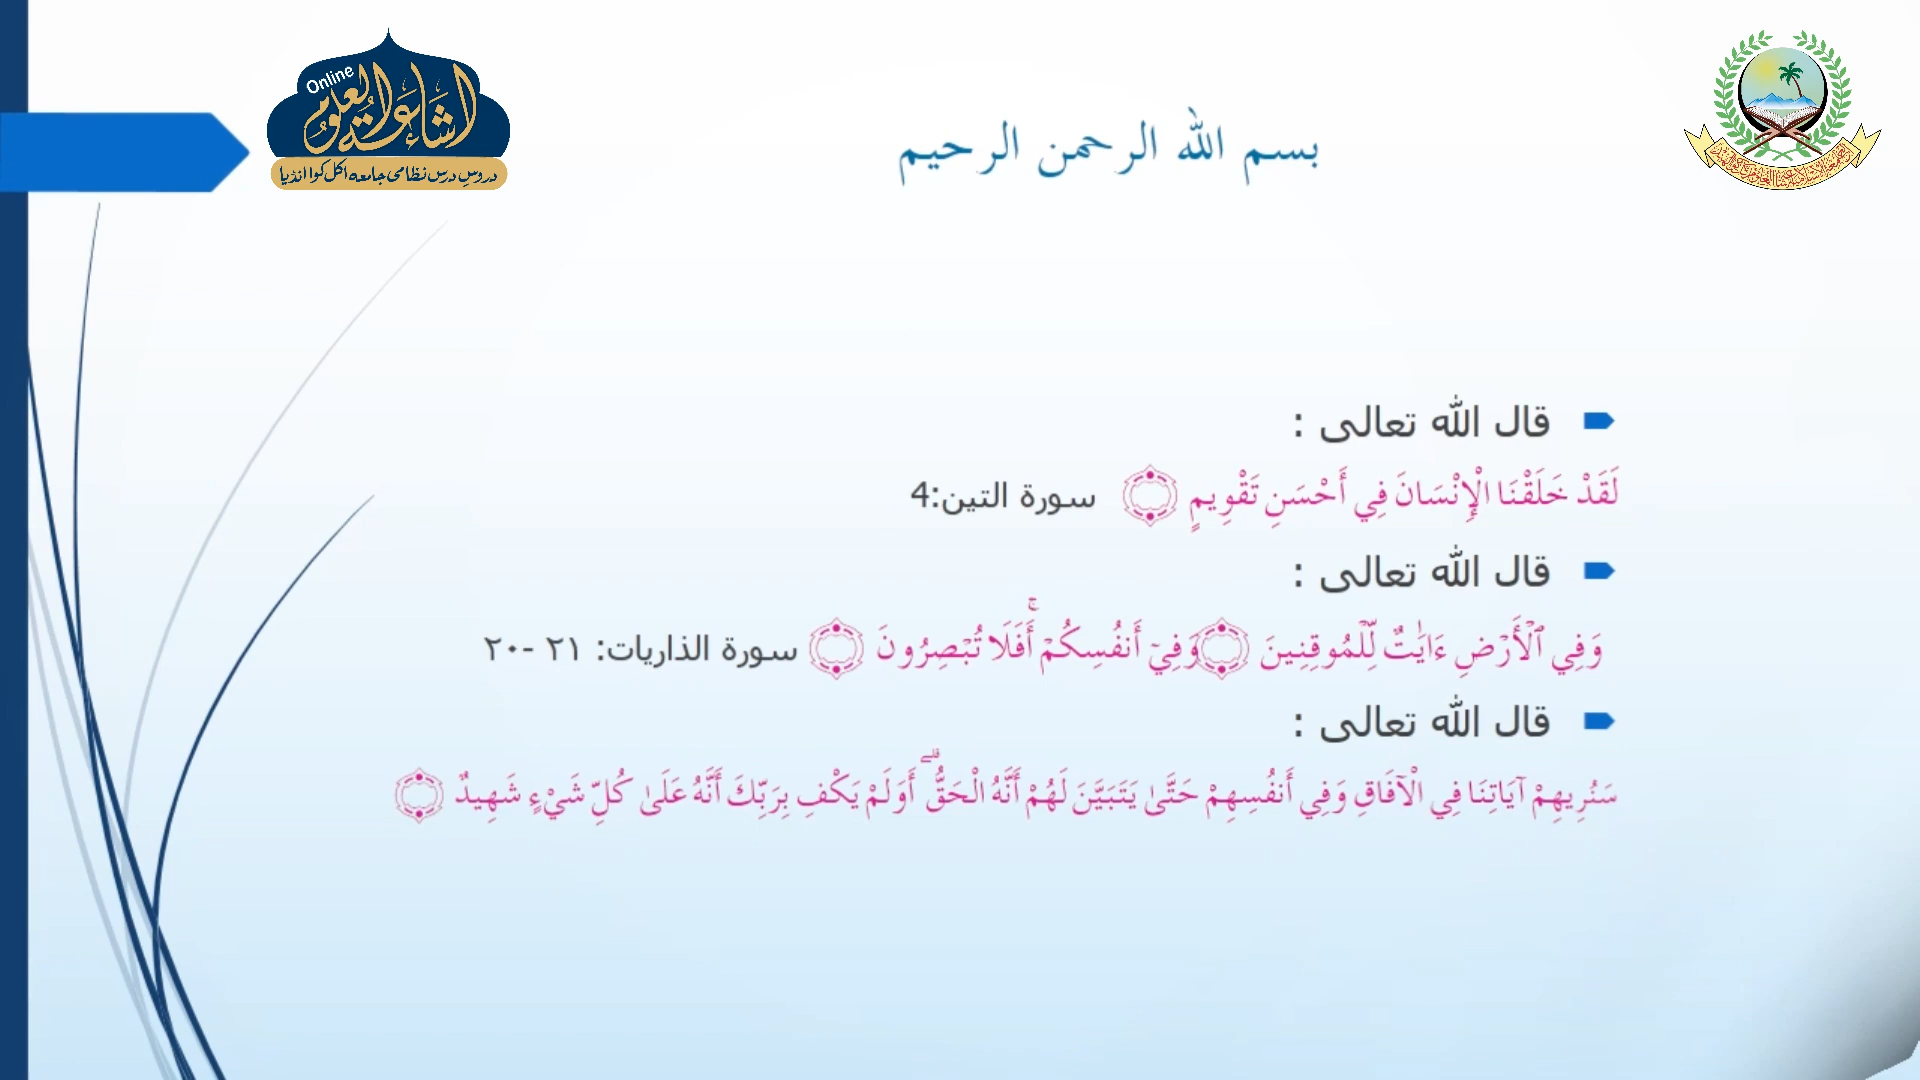 Online
اشاعة العلوم
دروسِ درس نظامی جامعہ اکل کوا انڈیا
بسم الله الرحمن الرحيم
قال الله تعالى :
لَقَدْ خَلَقْنَا الْإِنْسَانَ فِي أَحْسَنِ تَقْوِيمٍ سورة التين:4
قال الله تعالى :
وَفِي ٱلْأَرْضِ ءَايَٰتٌ لِّلْمُوقِنِينَ وَفِيٓ أَنفُسِكُمْ ۚ أَفَلَا تُبْصِرُونَ سورة الذاريات: ٢١ -٢٠
قال الله تعالى :
سَنُرِيهِمْ آيَاتِنَا فِي الْآفَاقِ وَفِي أَنفُسِهِمْ حَتَّىٰ يَتَبَيَّنَ لَهُمْ أَنَّهُ الْحَقُّ ۗ أَوَلَمْ يَكْفِ بِرَبِّكَ أَنَّهُ عَلَىٰ كُلِّ شَيْءٍ شَهِيدٌ